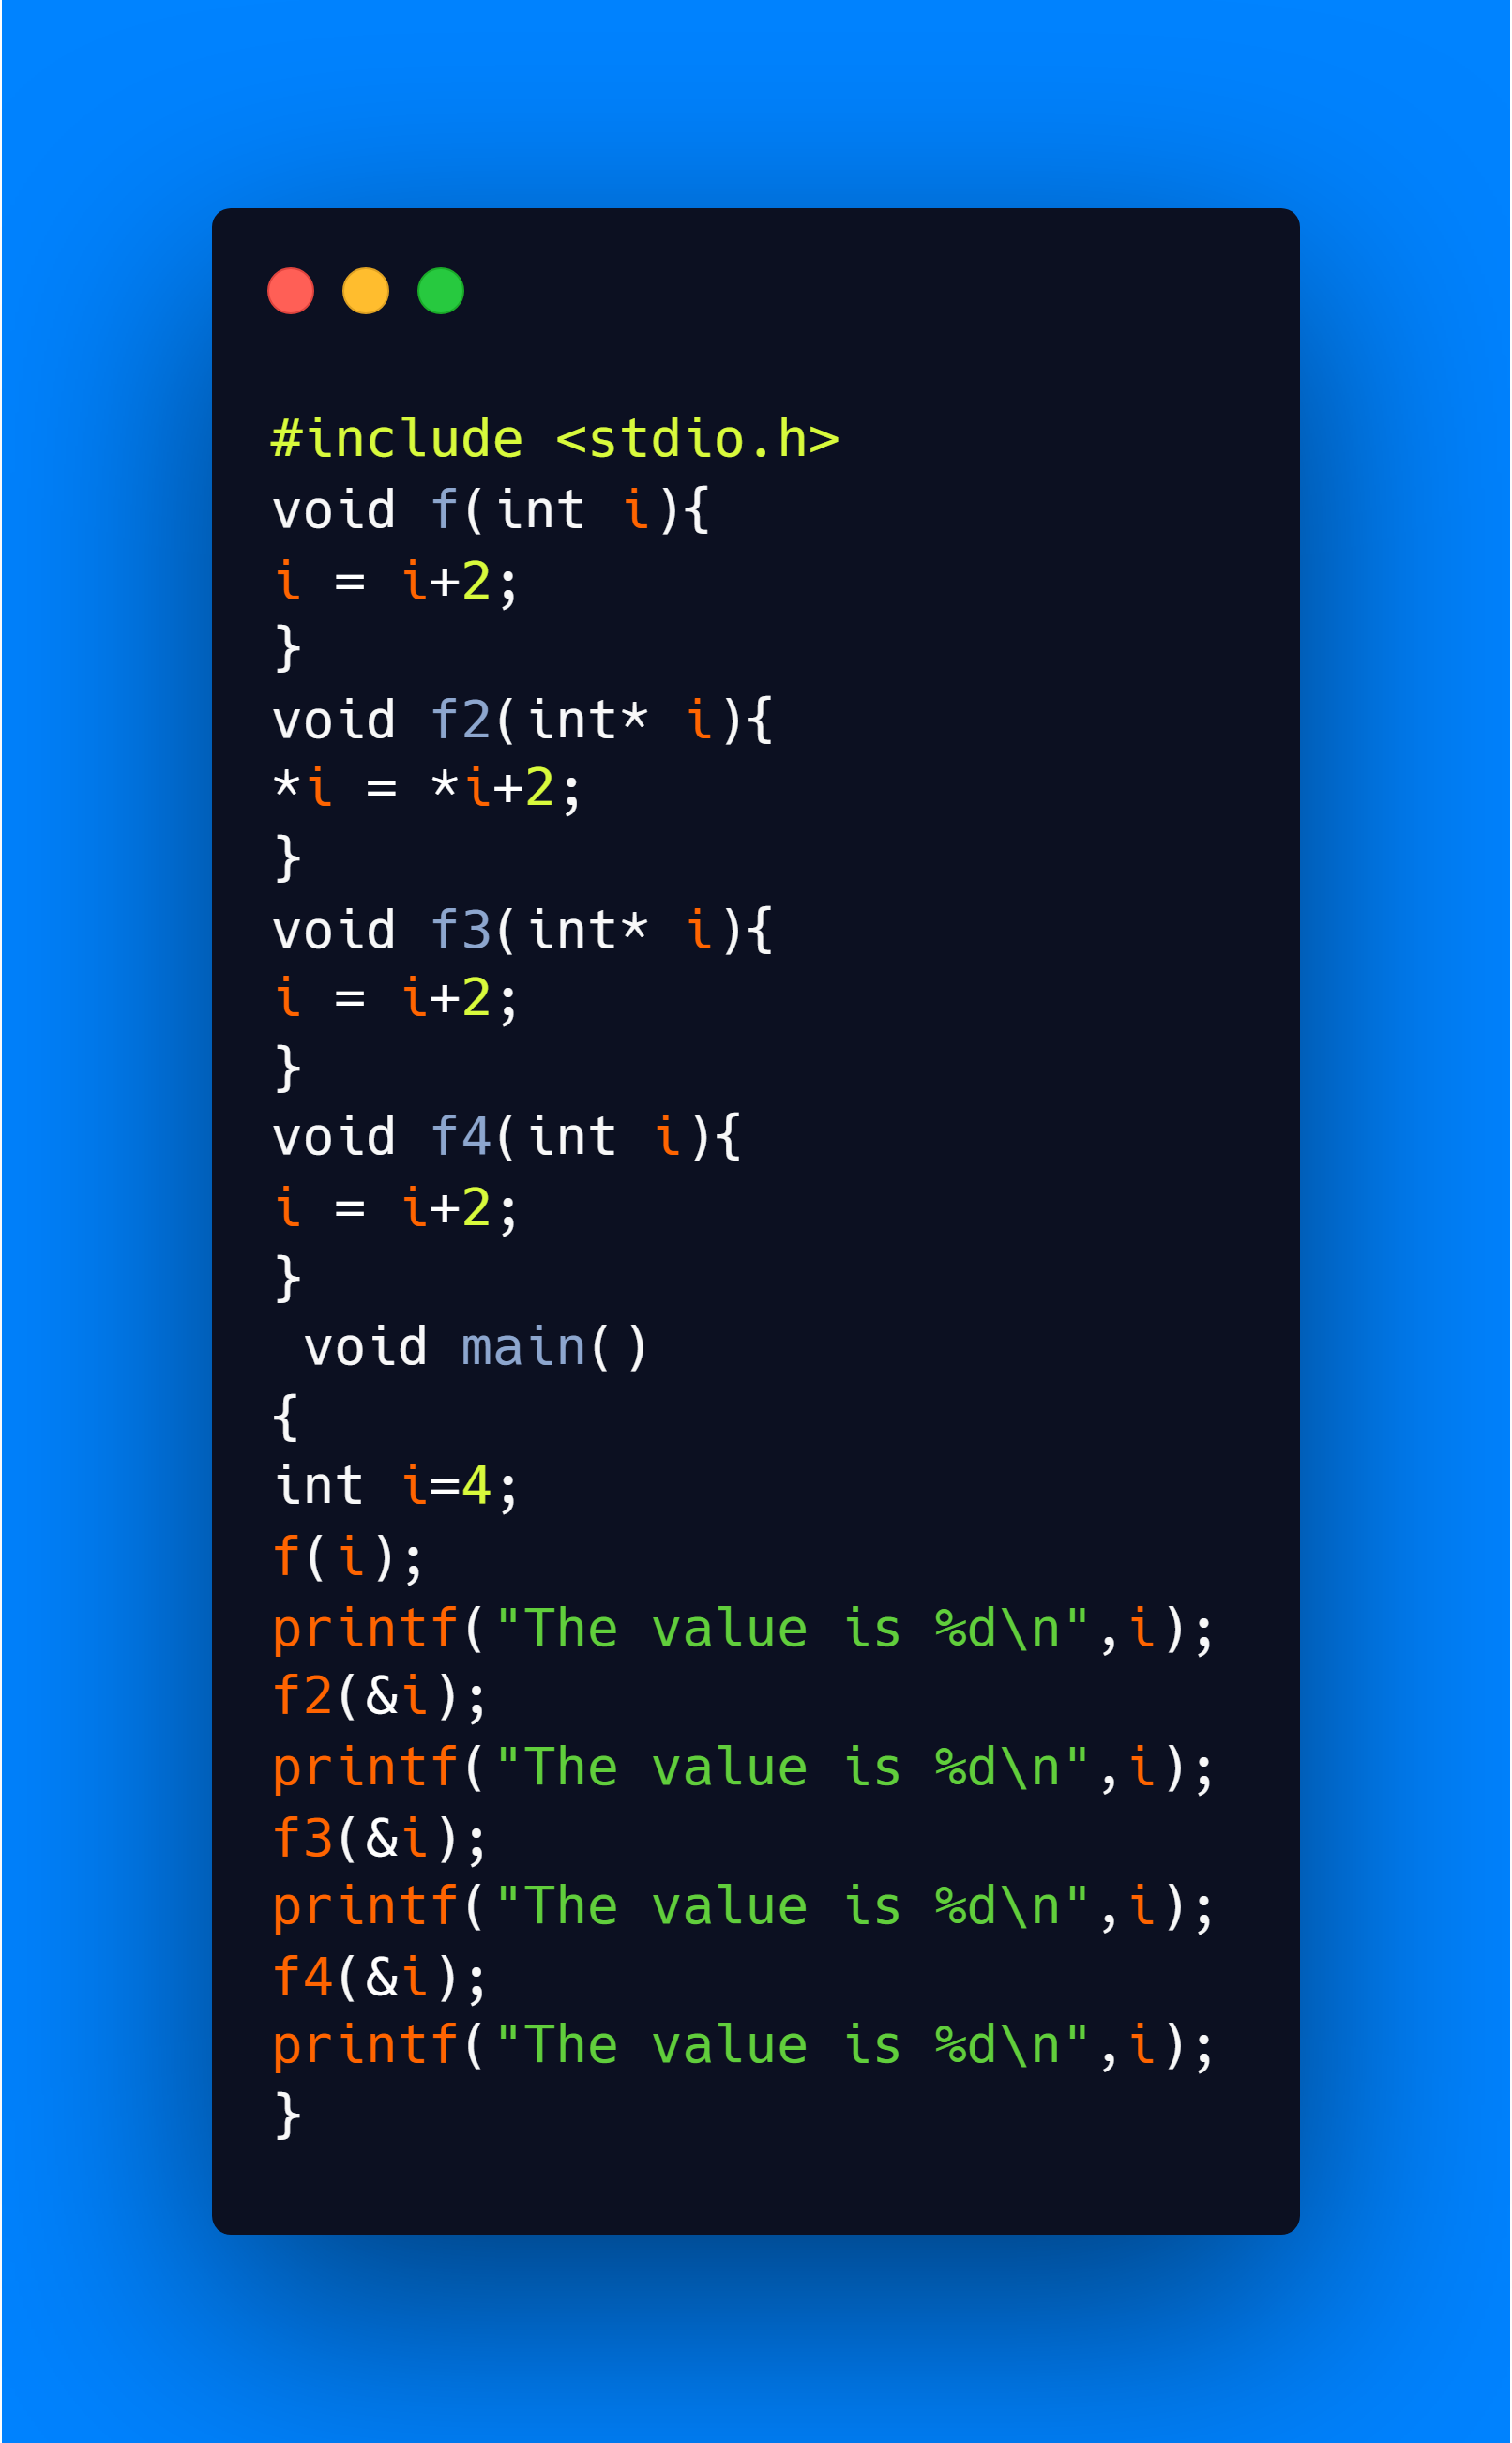 #include <stdio.h>
void f(int i){
i = i+2;
}
void f2(int* i){
*i = *i+2;
}
void f3(int* i){
i = i+2;
}
void f4(int i){
i = i+2;
}
 void main()
{
int i=4;
f(i);
printf("The value is %d\n",i);
f2(&i);
printf("The value is %d\n",i);
f3(&i);
printf("The value is %d\n",i);
f4(&i);
printf("The value is %d\n",i);
}